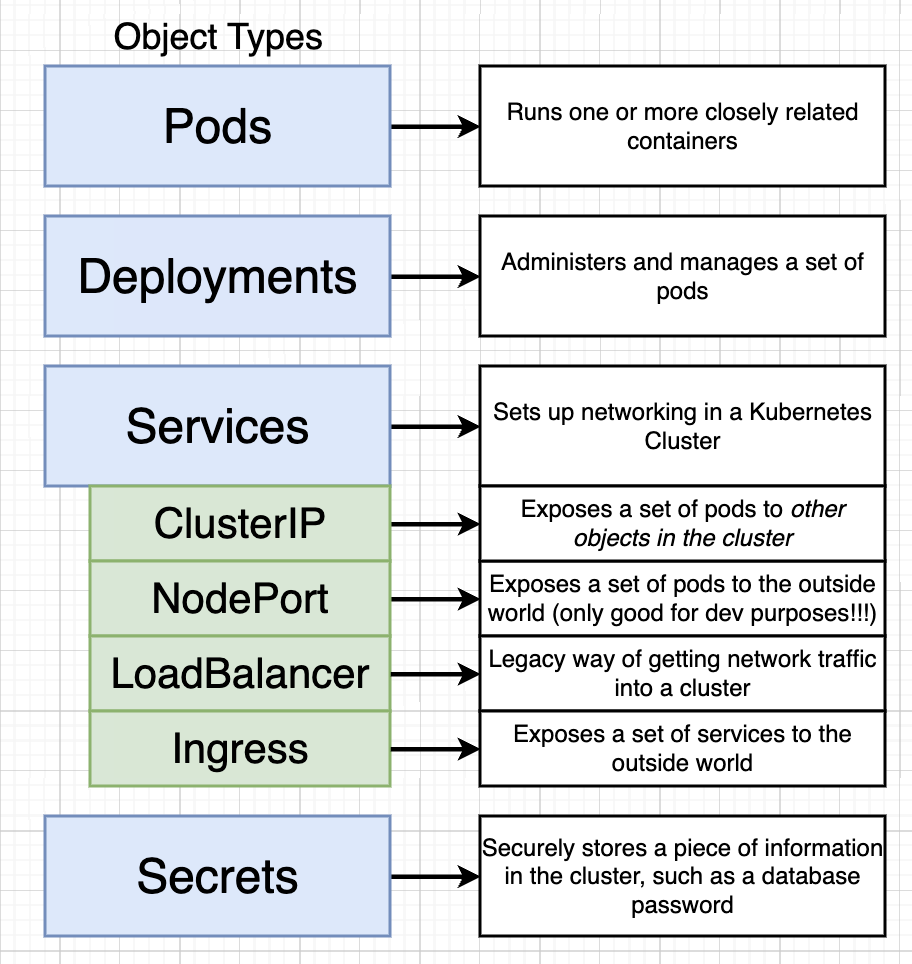 Object Types
Pods
Runs one or more closely related
containers
Deployments
Administers and manages a set of
pods
Services
Sets up networking in a Kubernetes
Cluster
ClusterIP
Exposes a set of pods to other
objects in the cluster
NodePort
Exposes a set of pods to the outside
world (only good for dev purposes!!!)
LoadBalancer
Legacy way of getting network traffic
into a cluster
Ingress
Exposes a set of services to the
outside world
Secrets
Securely stores a piece of information
in the cluster, such as a database
password